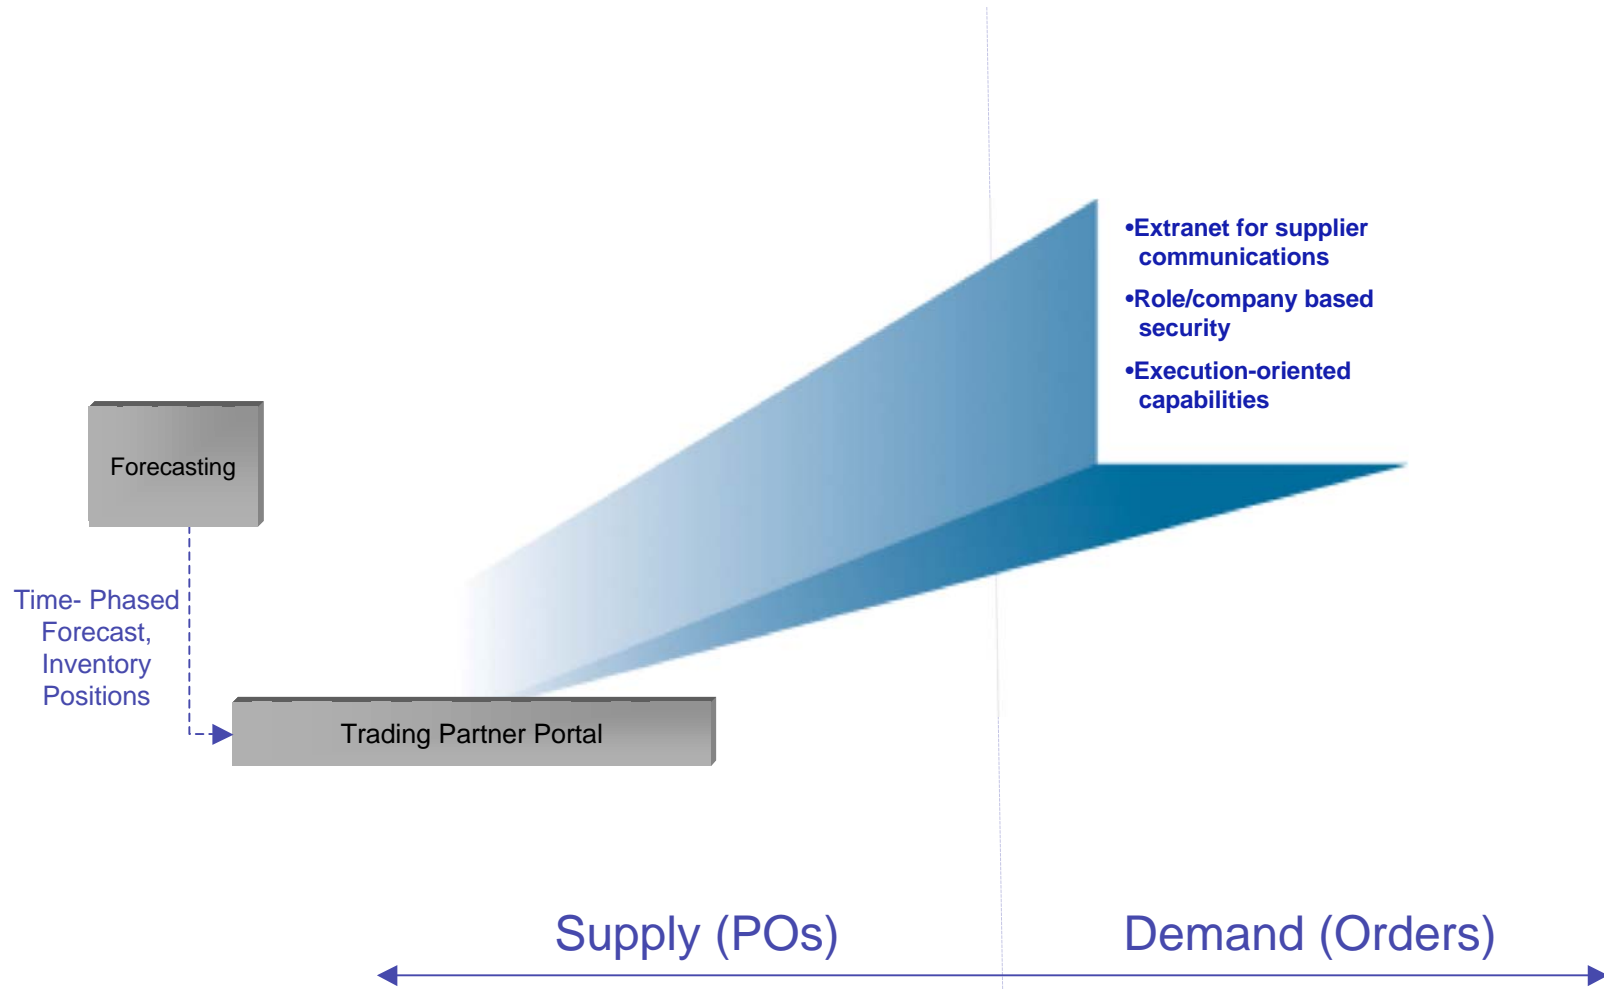 •Extranet for supplier
communications
•Role/company based
security
•Execution-oriented
capabilities
Forecasting
Time- Phased
Forecast,
Inventory
Positions
Trading Partner Portal
Supply (POs)
Demand (Orders)